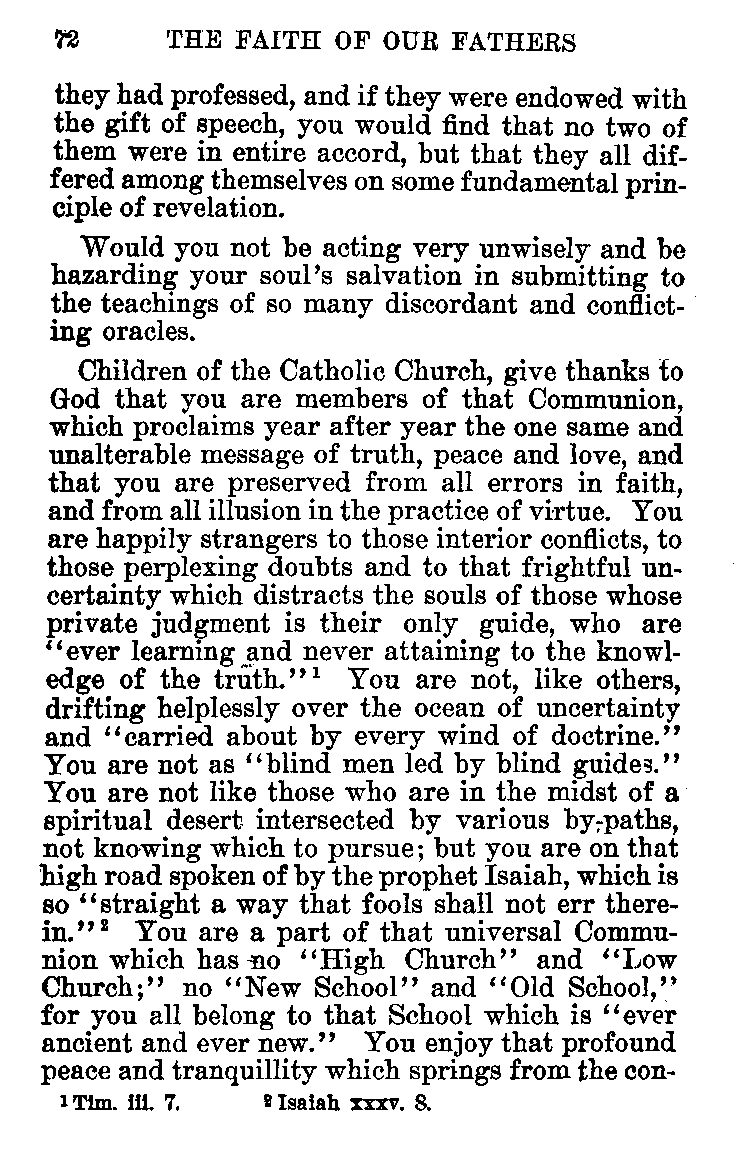 72 THE FAITH OF OUR FATHERS
they had professed, and if they were endowed with
the gift of speech, you would find that no two of
them were in entire accord, but that they all dif-
fered among themselves on some fundamental prin-
ciple of revelation.
Would you not be acting very unwisely and be
hazarding your soul's salvation in submitting to
the teachings of so many discordant and conflict-
ing oracles.
Children of the Catholic Church, give thanks to
God that you are members of that Communion,
which proclaims year after year the one same and
unalterable message of truth, peace and love, and
that you are preserved from all errors in faith,
and from all illusion in the practice of virtue. You
are happily strangers to those interior conflicts, to
those perplexing doubts and to that frightful un-
certainty which distracts the souls of those whose
private judgment is their only guide, who are
"ever learning and never attaining to the knowl-
edge of the truth."¹ You are not, like others,
drifting helplessly over the ocean of uncertainty
and "carried about by every wind of doctrine."
You are not as "blind men led by blind guides."
You are not like those who are in the midst of a
spiritual desert intersected by various by-paths,
not knowing which to pursue; but you are on that
high road spoken of by the prophet Isaiah, which is
so "straight a way that fools shall not err there-
in."² You are a part of that universal Commu-
nion which has no "High Church" and "Low
Church;" no "New School" and "Old School,"
for you all belong to that School which is "ever
ancient and ever new." You enjoy that profound
peace and tranquillity which springs from the con-
¹ Tim. iii. 7. ² Isaiah xxxv. 8.